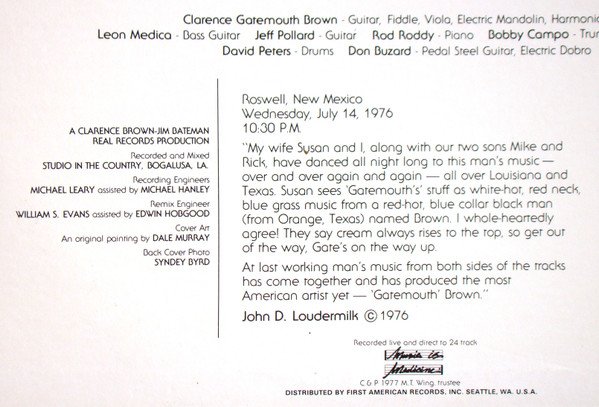 Clarence Gatemouth Brown - Guitar, Fiddle, Viola, Electric Mandolin,
Leon Medica - Bass Guitar Jeff Pollard - Guitar Rod Roddy - Piano Bobby Campo -
David Peters - Drums Don Buzard - Pedal Steel Guitar, Electric Dobro
A CLARENCE BROWN-JIM BATEMAN
REAL RECORDS PRODUCTION
Recorded and Mixed
STUDIO IN THE COUNTRY, BOGALUSA, LA.
Recording Engineers
MICHAEL LEARY assisted by MICHAEL HANLEY
Remix Engineer
WILLIAM S. EVANS assisted by EDWIN HOBGOOD
Cover Art
An original painting by DALE MURRAY
Back Cover Photo
SYNDEY BYRD
Roswell, New Mexico
Wednesday, July 14, 1976
10:30 P.M.
"My wife Sysan and I, along with our two sons Mike and
Rick, have danced all night long to this man's music —
over and over again and again — all over Louisiana and
Texas. Susan sees 'Gatemouth's' stuff as white-hot, red neck,
blue grass music from a red-hot, blue collar black man
(from Orange, Texas) named Brown. I whole-heartedly
agree! They say cream always rises to the top, so get out
of the way, Gate's on the way up.
At last working man's music from both sides of the tracks
has come together and has produced the most
American artist yet — 'Gatemouth' Brown."
John D. Loudermilk © 1976
Recorded live and direct to 24 track
Music is
Medicine
C & P 1977 M.T. Wing, trustee
DISTRIBUTED BY FIRST AMERICAN RECORDS, INC. SEATTLE, WA. U.S.A.